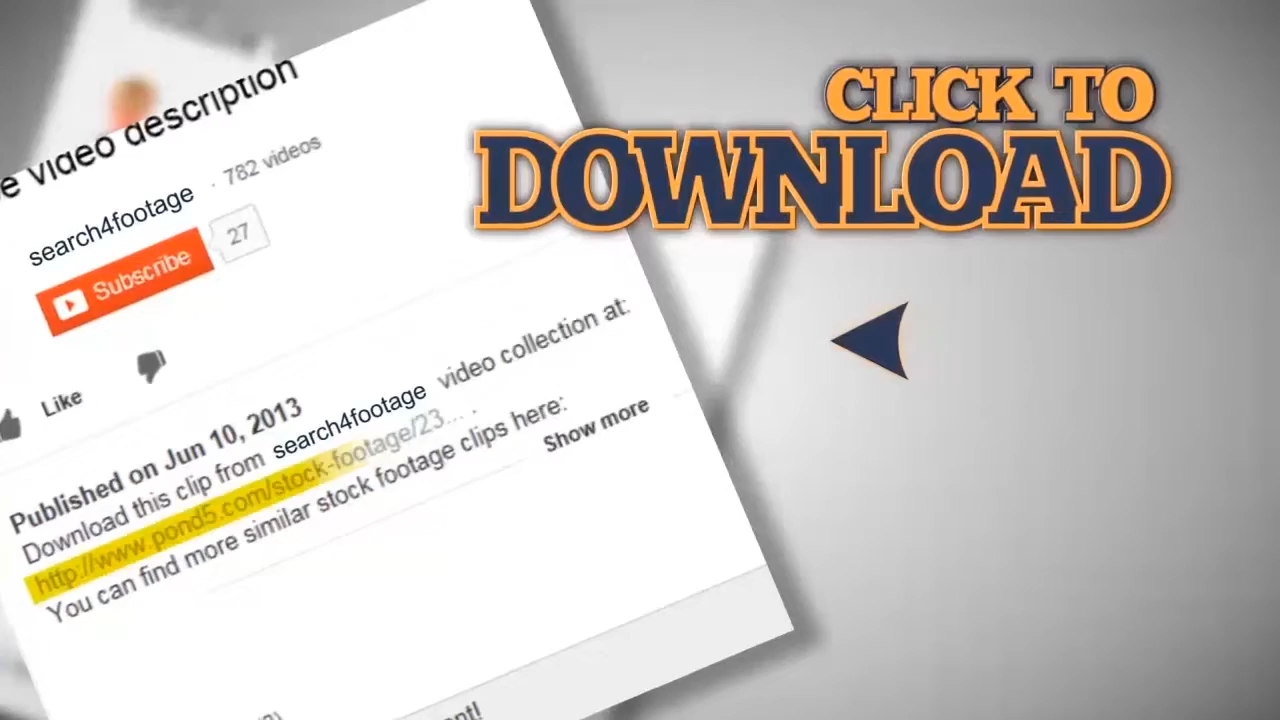 CLICK TO
DOWNLOAD
e video description
search4footage · 782 videos
Subscribe 27
Like
Published on Jun 10, 2013
Download this clip from search4footage video collection at:
http://www.pond5.com/stock-footage/23... .
You can find more similar stock footage clips here:
Show more